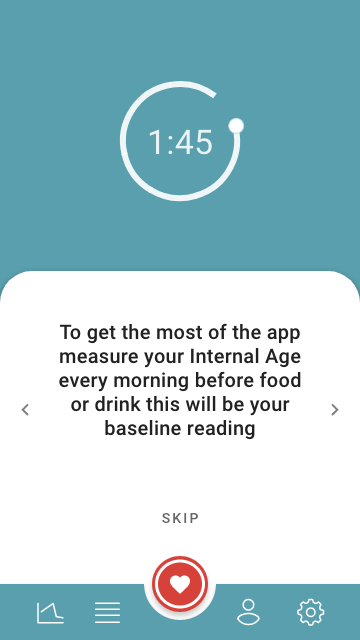 1:45
To get the most of the app
measure your Internal Age
every morning before food
or drink this will be your
baseline reading
SKIP